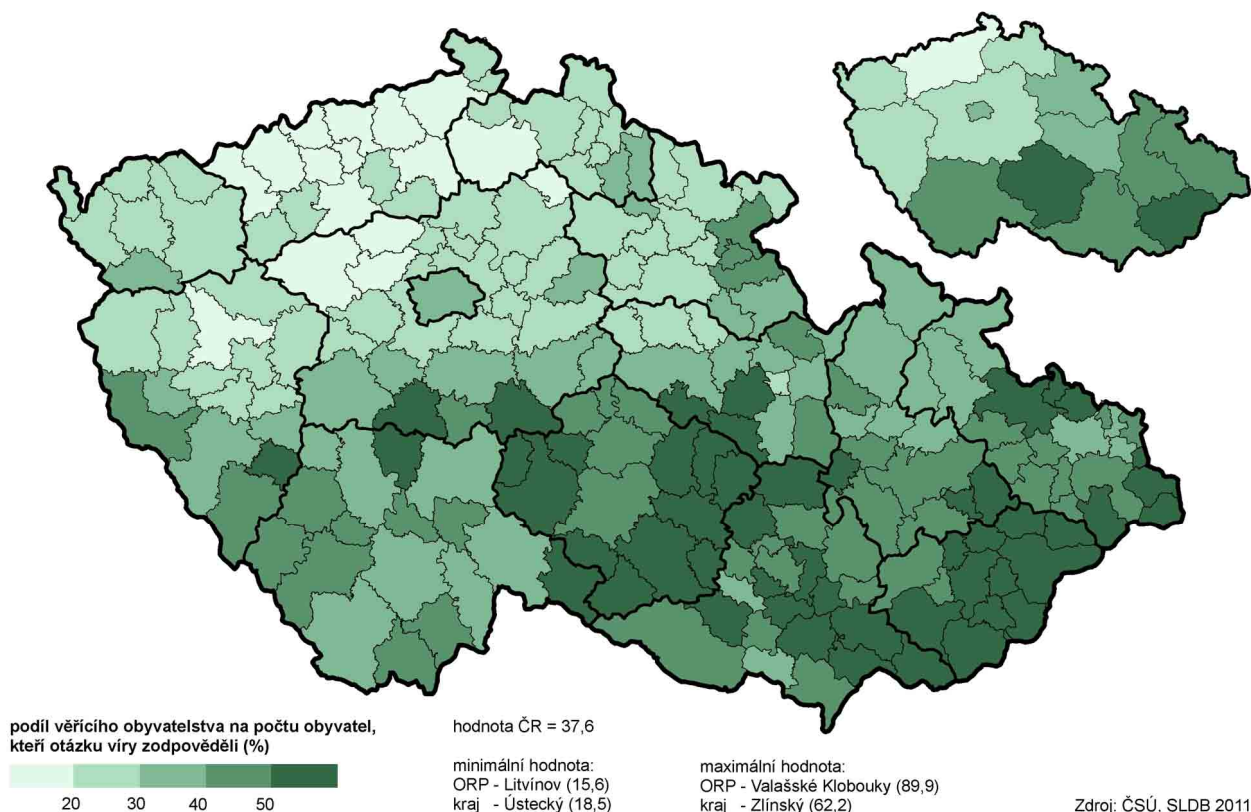 podíl věřícího obyvatelstva na počtu obyvatel,
kteří otázku víry zodpověděli (%)
20 30 40 50
hodnota ČR = 37,6
minimální hodnota:
ORP - Litvínov (15,6)
kraj - Ústecký (18,5)
maximální hodnota:
ORP - Valašské Klobouky (89,9)
kraj - Zlínský (62,2)
Zdroj: ČSÚ, SLDB 2011